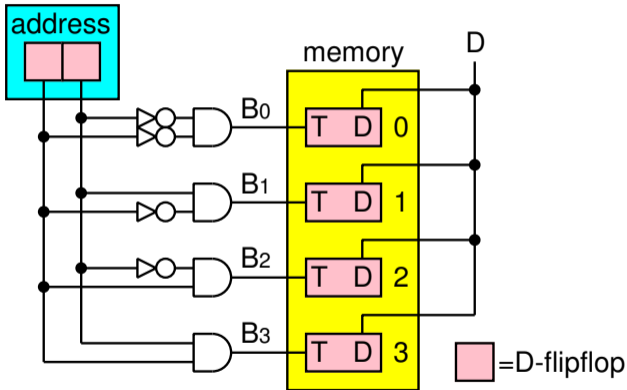 address
memory
D
B0
T D 0
B1
T D 1
B2
T D 2
B3
T D 3
=D-flipflop